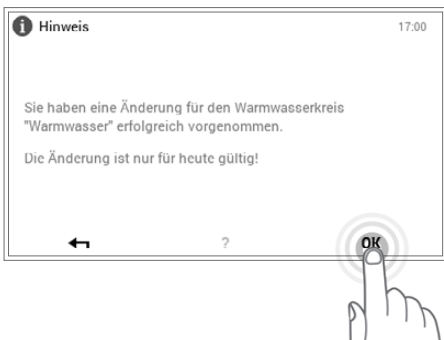 Hinweis 17:00
Sie haben eine Änderung für den Warmwasserkreis
"Warmwasser" erfolgreich vorgenommen.
Die Änderung ist nur für heute gültig!
? OK